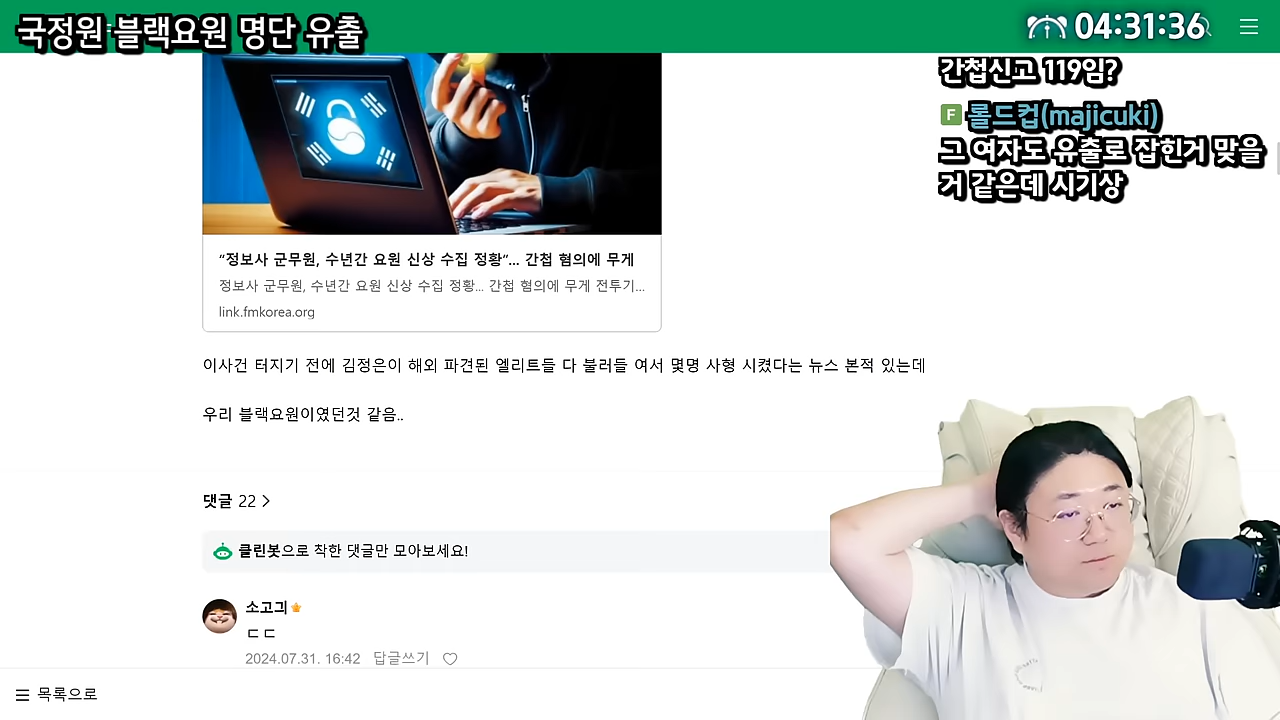 국정원 블랙요원 명단 유출
04:31:36
간첩신고 119임?
F 롤드컵(majicuki)
그 여자도 유출로 잡힌거 맞을
거 같은데 시기상
“정보사 군무원, 수년간 요원 신상 수집 정황”... 간첩 혐의에 무게
정보사 군무원, 수년간 요원 신상 수집 정황... 간첩 혐의에 무게 전투기...
link.fmkorea.org
이사건 터지기 전에 김정은이 해외 파견된 엘리트들 다 불러들 여서 몇명 사형 시켰다는 뉴스 본적 있는데
우리 블랙요원이였던것 같음..
댓글 22 >
클린봇으로 착한 댓글만 모아보세요!
소고긔
ㄷㄷ
2024.07.31. 16:42 답글쓰기
목록으로